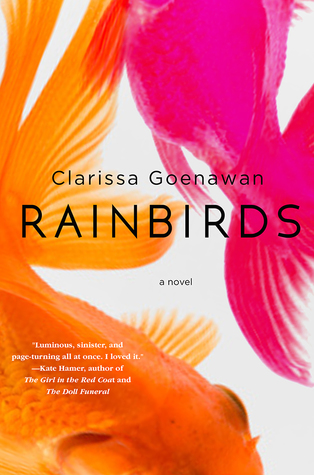 Clarissa Goenawan
RAINBIRDS
a novel
"Luminous, sinister, and
page-turning all at once. I loved it."
—Kate Hamer, author of
The Girl in the Red Coat and
The Doll Funeral